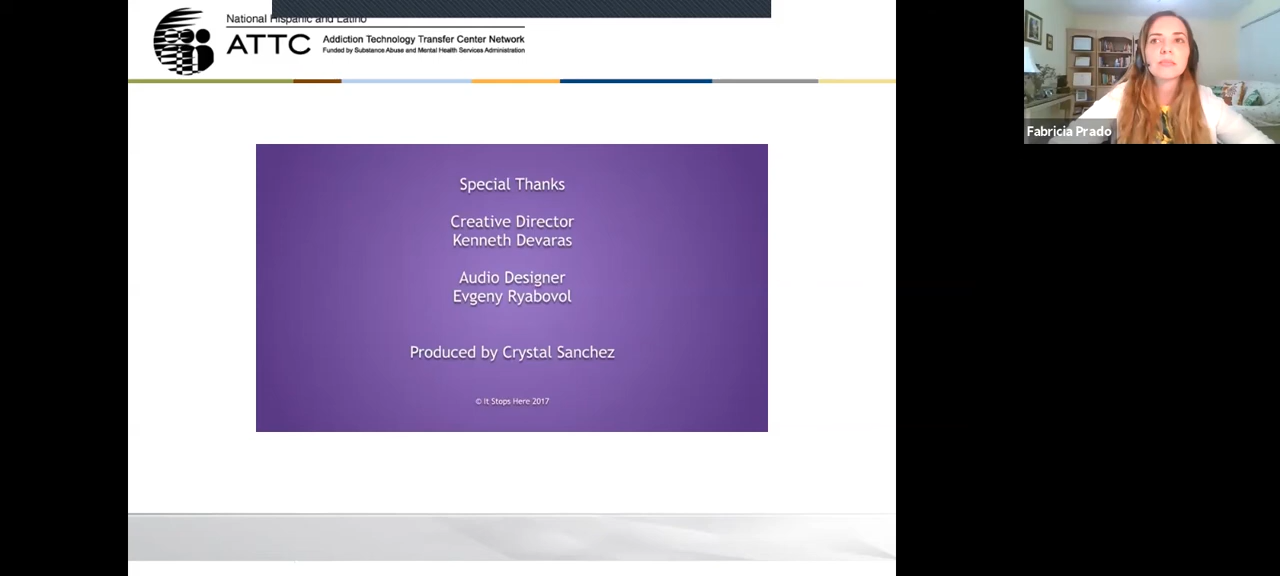 National Hispanic and Latino
ATTC
Addiction Technology Transfer Center Network
Funded by Substance Abuse and Mental Health Services Administration
Fabricia Prado
Special Thanks
Creative Director
Kenneth Devaras
Audio Designer
Evgeny Ryabovol
Produced by Crystal Sanchez
© It Stops Here 2017